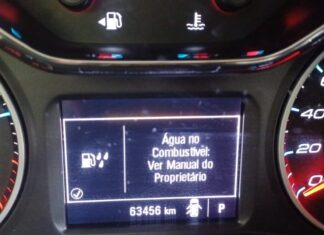 Água no
Combustível:
Ver Manual do
Proprietário
63456 km P